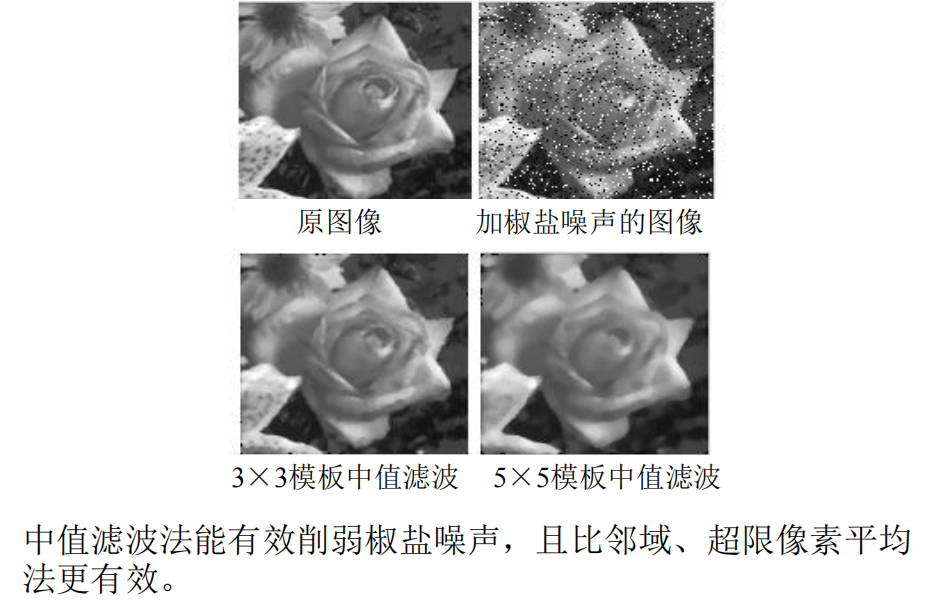 原图像
加椒盐噪声的图像
3×3模板中值滤波
5×5模板中值滤波
中值滤波法能有效削弱椒盐噪声，且比邻域、超限像素平均
法更有效。